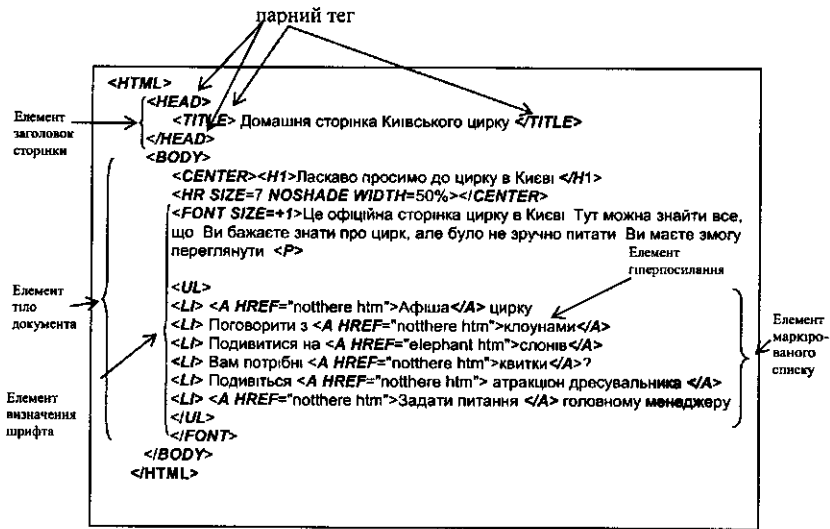 парний тег
<HTML>
<HEAD>
<TITLE> Домашня сторінка Київського цирку </TITLE>
</HEAD>
Елемент
заголовок
сторінки
<BODY>
<CENTER><H1>Ласкаво просимо до цирку в Києві </H1>
<HR SIZE=7 NOSHADE WIDTH=50%></CENTER>
<FONT SIZE=+1>Це офіційна сторінка цирку в Києві Тут можна знайти все,
що Ви бажаєте знати про цирк, але було не зручно питати Ви маєте змогу
переглянути <P>
Елемент
гіперпосилання
Елемент
тіло
документа
<UL>
<LI> <A HREF="notthere htm">Афіша</A> цирку
<LI> Поговорити з <A HREF="notthere htm">клоунами</A>
<LI> Подивитися на <A HREF="elephant htm">слонів</A>
<LI> Вам потрібні <A HREF="notthere htm">квитки</A>?
<LI> Подивіться <A HREF="notthere htm"> атракціон дресувальника </A>
<LI> <A HREF="notthere htm">Задати питання </A> головному менеджеру
</UL>
</FONT>
</BODY>
</HTML>
Елемент
маркіро-
ваного
списку
Елемент
визначення
шрифта